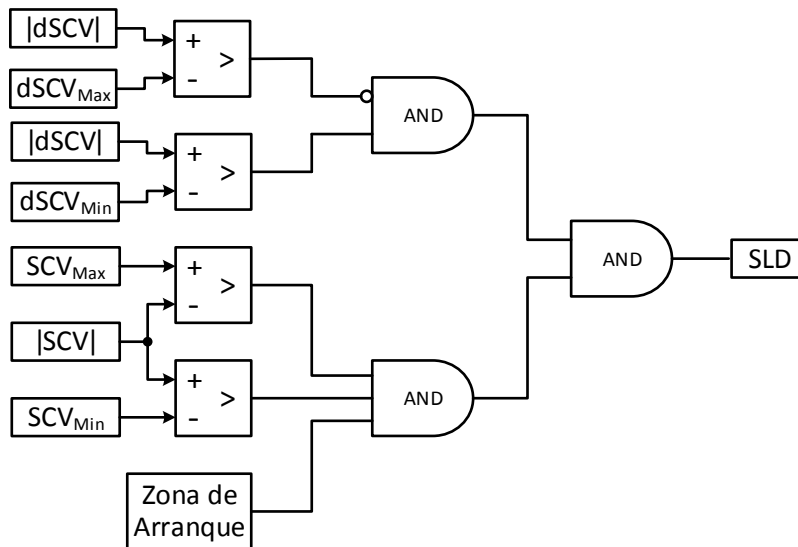 |dSCV|
+
-
>
dSCVMax
AND
|dSCV|
+
-
>
dSCVMin
SCVMax
+
-
>
AND
SLD
|SCV|
+
-
>
AND
SCVMin
Zona de
Arranque